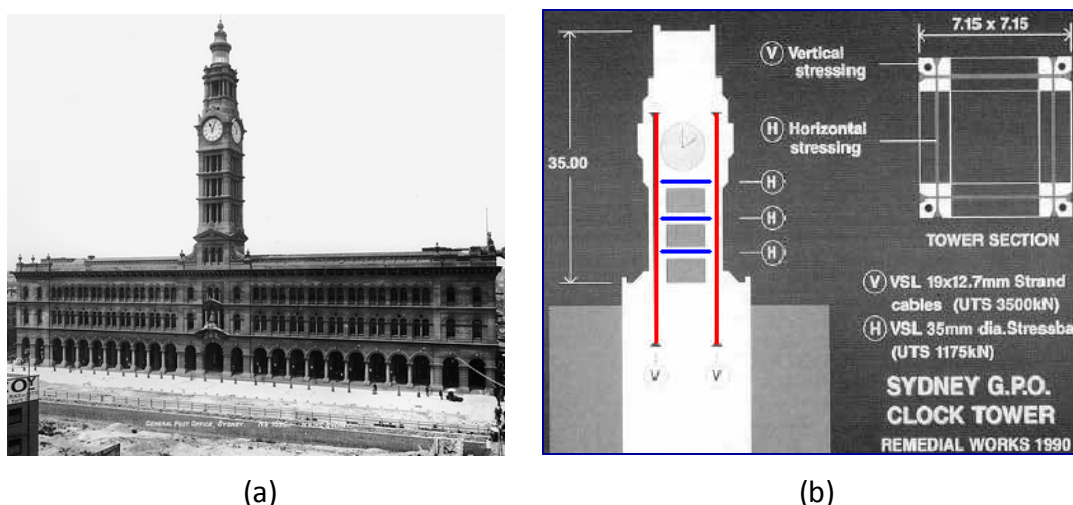 OY
GENERAL POST OFFICE, SYDNEY.
(a)
35.00
V Vertical
stressing
H Horizontal
stressing
H
H
H
V V
7.15 x 7.15
TOWER SECTION
V VSL 19x12.7mm Strand
cables (UTS 3500kN)
H VSL 35mm dia.Stressba
(UTS 1175kN)
SYDNEY G.P.O.
CLOCK TOWER
REMEDIAL WORKS 1990
(b)